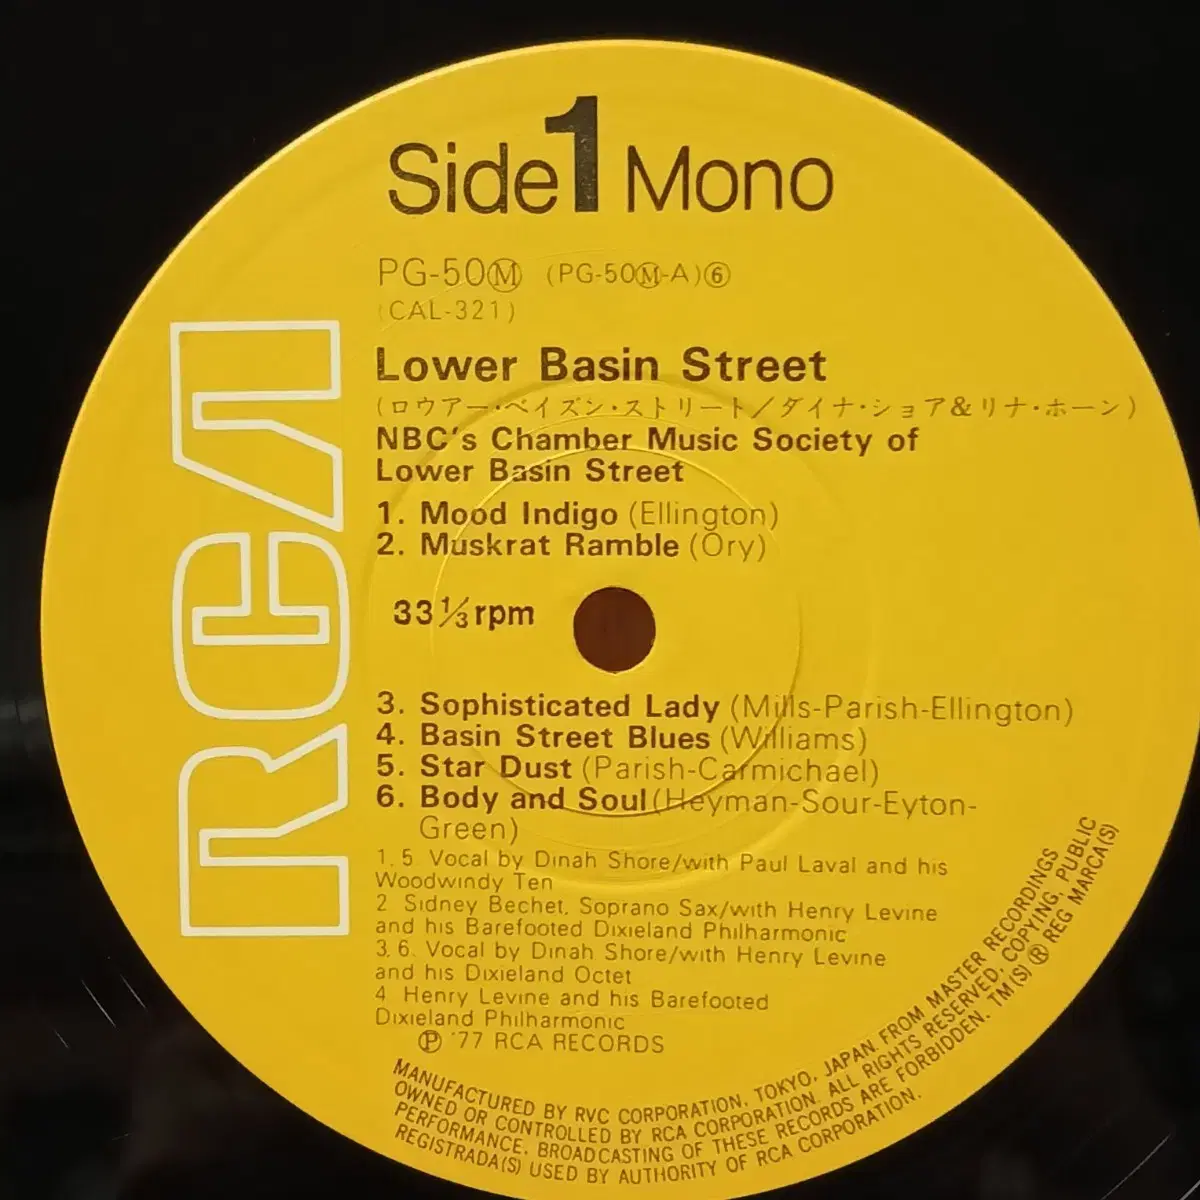 Side 1 Mono
PG-50Ⓜ (PG-50Ⓜ-A)⑥
(CAL-321)
Lower Basin Street
(ロウアー・ベイズン・ストリート/ダイナ・ショア&リナ・ホーン)
NBC's Chamber Music Society of
Lower Basin Street
1. Mood Indigo (Ellington)
2. Muskrat Ramble (Ory)
33⅓rpm
3. Sophisticated Lady (Mills-Parish-Ellington)
4. Basin Street Blues (Williams)
5. Star Dust (Parish-Carmichael)
6. Body and Soul (Heyman-Sour-Eyton-
Green)
1.5. Vocal by Dinah Shore/with Paul Laval and his
Woodwindy Ten
2 Sidney Bechet, Soprano Sax/with Henry Levine
and his Barefooted Dixieland Philharmonic
3.6. Vocal by Dinah Shore/with Henry Levine
and his Dixieland Octet
4 Henry Levine and his Barefooted
Dixieland Philharmonic
Ⓟ '77 RCA RECORDS
MANUFACTURED BY RVC CORPORATION, TOKYO, JAPAN. FROM MASTER RECORDINGS
OWNED OR CONTROLLED BY RCA CORPORATION. ALL RIGHTS RESERVED, COPYING, PUBLIC
PERFORMANCE, BROADCASTING OF THESE RECORDS ARE FORBIDDEN. TM(S) ® REG MARCA(S)
REGISTRADA(S) USED BY AUTHORITY OF RCA CORPORATION.
RCA